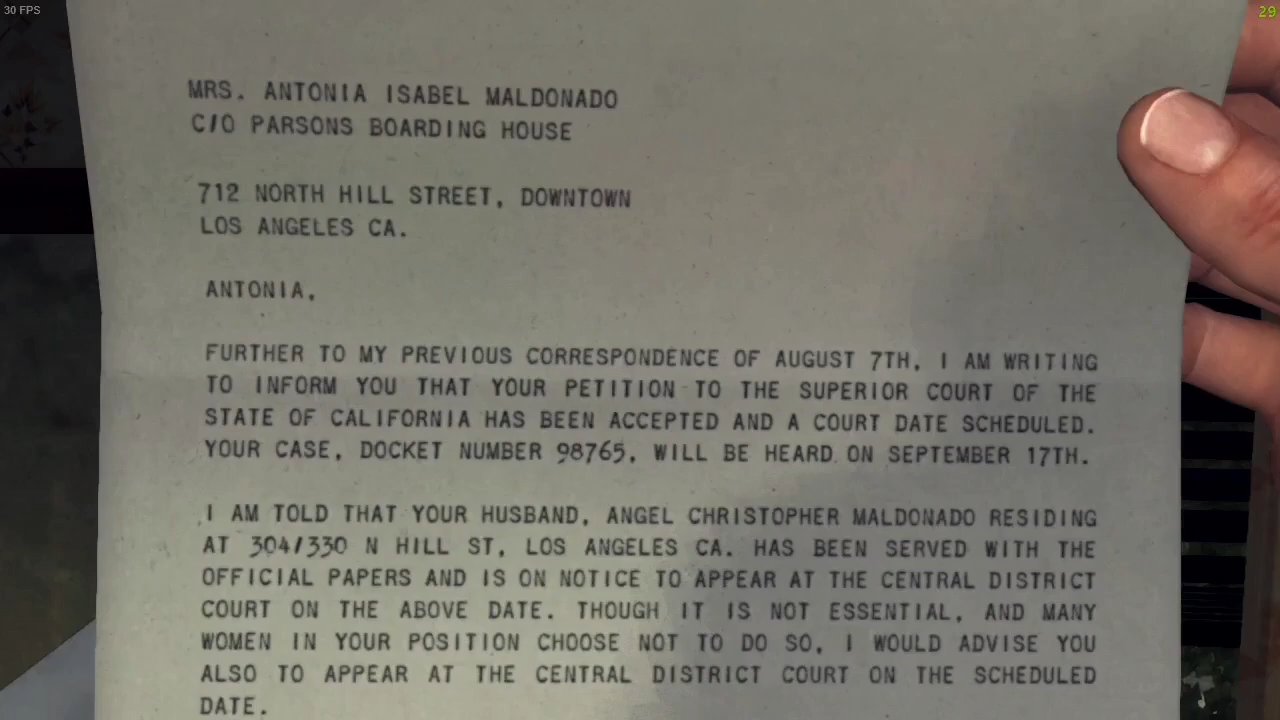 30 FPS
29
MRS. ANTONIA ISABEL MALDONADO
C/O PARSONS BOARDING HOUSE
712 NORTH HILL STREET, DOWNTOWN
LOS ANGELES CA.
ANTONIA,
FURTHER TO MY PREVIOUS CORRESPONDENCE OF AUGUST 7TH, I AM WRITING
TO INFORM YOU THAT YOUR PETITION TO THE SUPERIOR COURT OF THE
STATE OF CALIFORNIA HAS BEEN ACCEPTED AND A COURT DATE SCHEDULED.
YOUR CASE, DOCKET NUMBER 98765, WILL BE HEARD ON SEPTEMBER 17TH.
I AM TOLD THAT YOUR HUSBAND, ANGEL CHRISTOPHER MALDONADO RESIDING
AT 304/330 N HILL ST, LOS ANGELES CA. HAS BEEN SERVED WITH THE
OFFICIAL PAPERS AND IS ON NOTICE TO APPEAR AT THE CENTRAL DISTRICT
COURT ON THE ABOVE DATE. THOUGH IT IS NOT ESSENTIAL, AND MANY
WOMEN IN YOUR POSITION CHOOSE NOT TO DO SO, I WOULD ADVISE YOU
ALSO TO APPEAR AT THE CENTRAL DISTRICT COURT ON THE SCHEDULED
DATE.